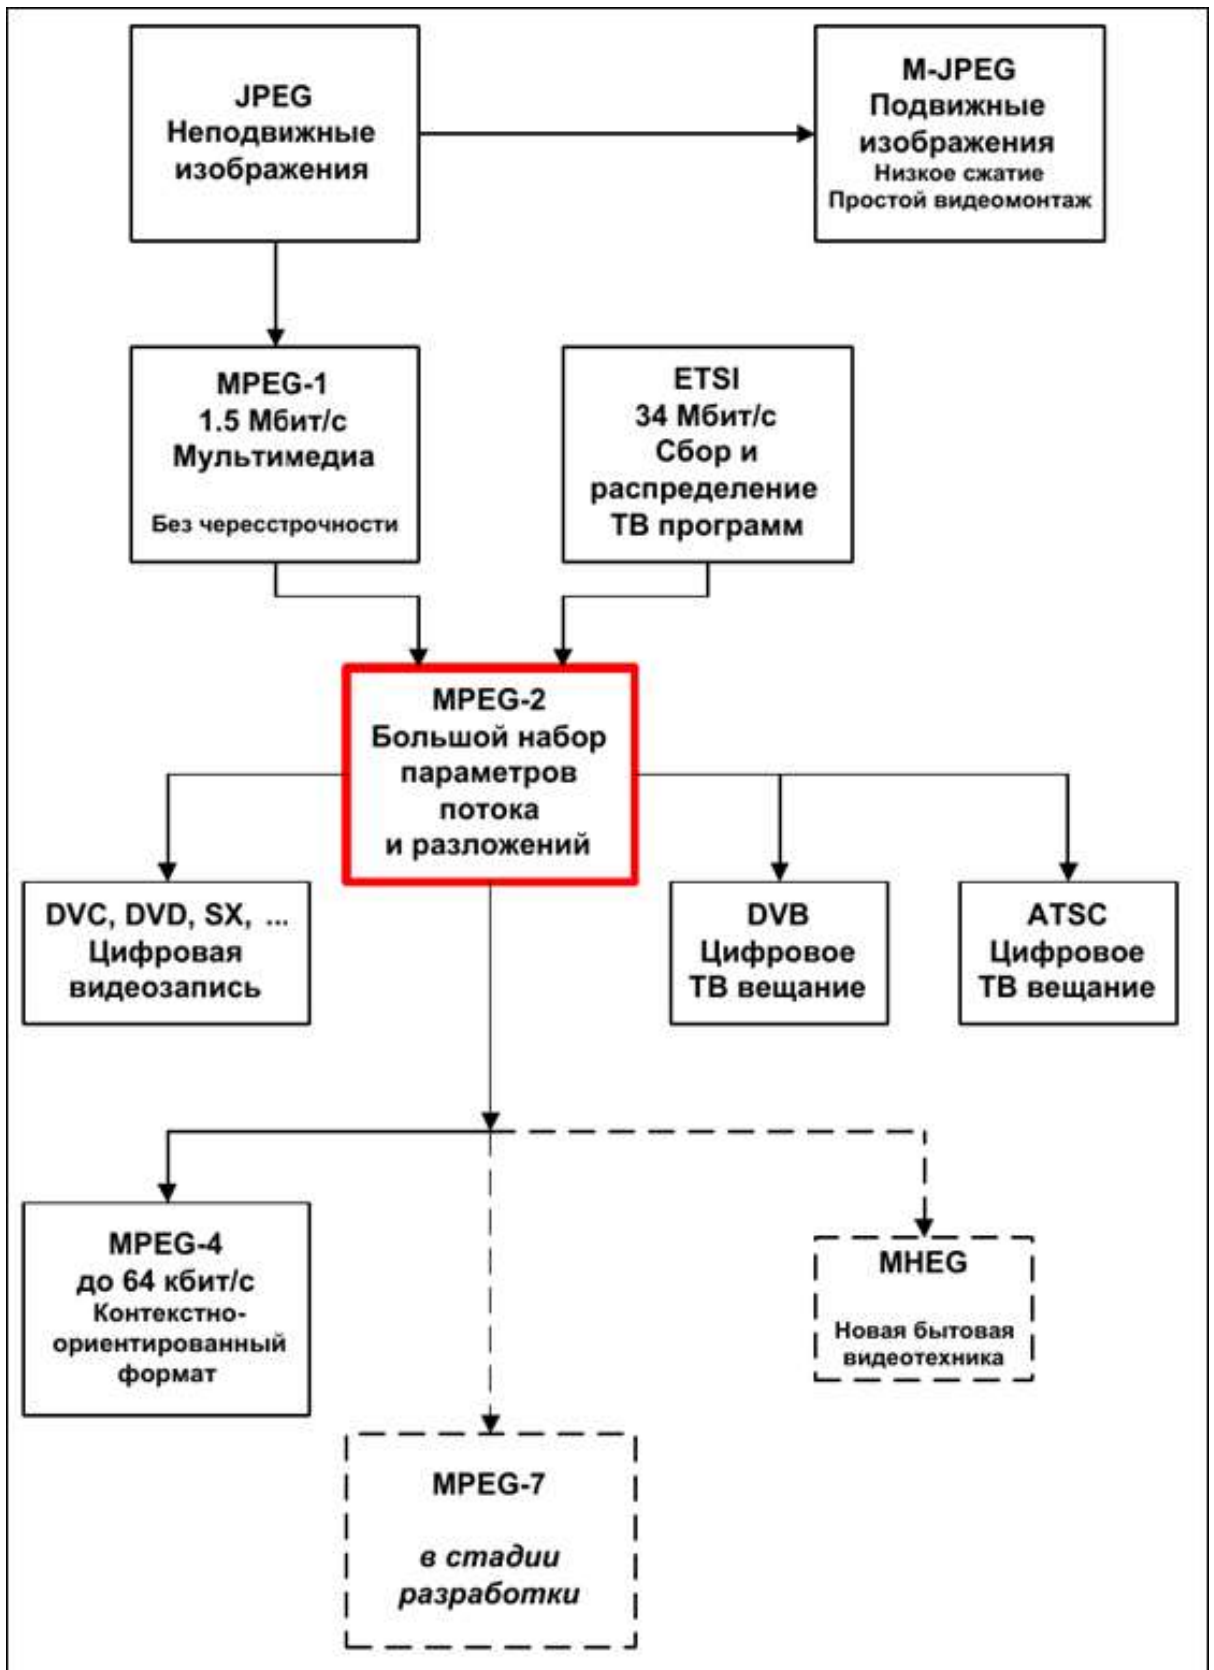 JPEG
Неподвижные
изображения
M-JPEG
Подвижные
изображения
Низкое сжатие
Простой видеомонтаж
MPEG-1
1.5 Мбит/с
Мультимедиа
Без чересстрочности
ETSI
34 Мбит/с
Сбор и
распределение
ТВ программ
MPEG-2
Большой набор
параметров
потока
и разложений
DVC, DVD, SX, ...
Цифровая
видеозапись
DVB
Цифровое
ТВ вещание
ATSC
Цифровое
ТВ вещание
MPEG-4
до 64 кбит/с
Контекстно-
ориентированный
формат
MHEG
Новая бытовая
видеотехника
MPEG-7
в стадии
разработки